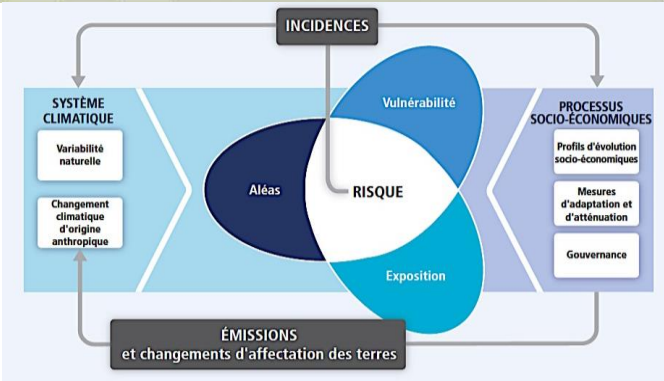 INCIDENCES
SYSTÈME
CLIMATIQUE
Variabilité
naturelle
Changement
climatique
d'origine
anthropique
Aléas
Vulnérabilité
RISQUE
Exposition
PROCESSUS
SOCIO-ÉCONOMIQUES
Profils d'évolution
socio-économiques
Mesures
d'adaptation et
d'atténuation
Gouvernance
ÉMISSIONS
et changements d'affectation des terres